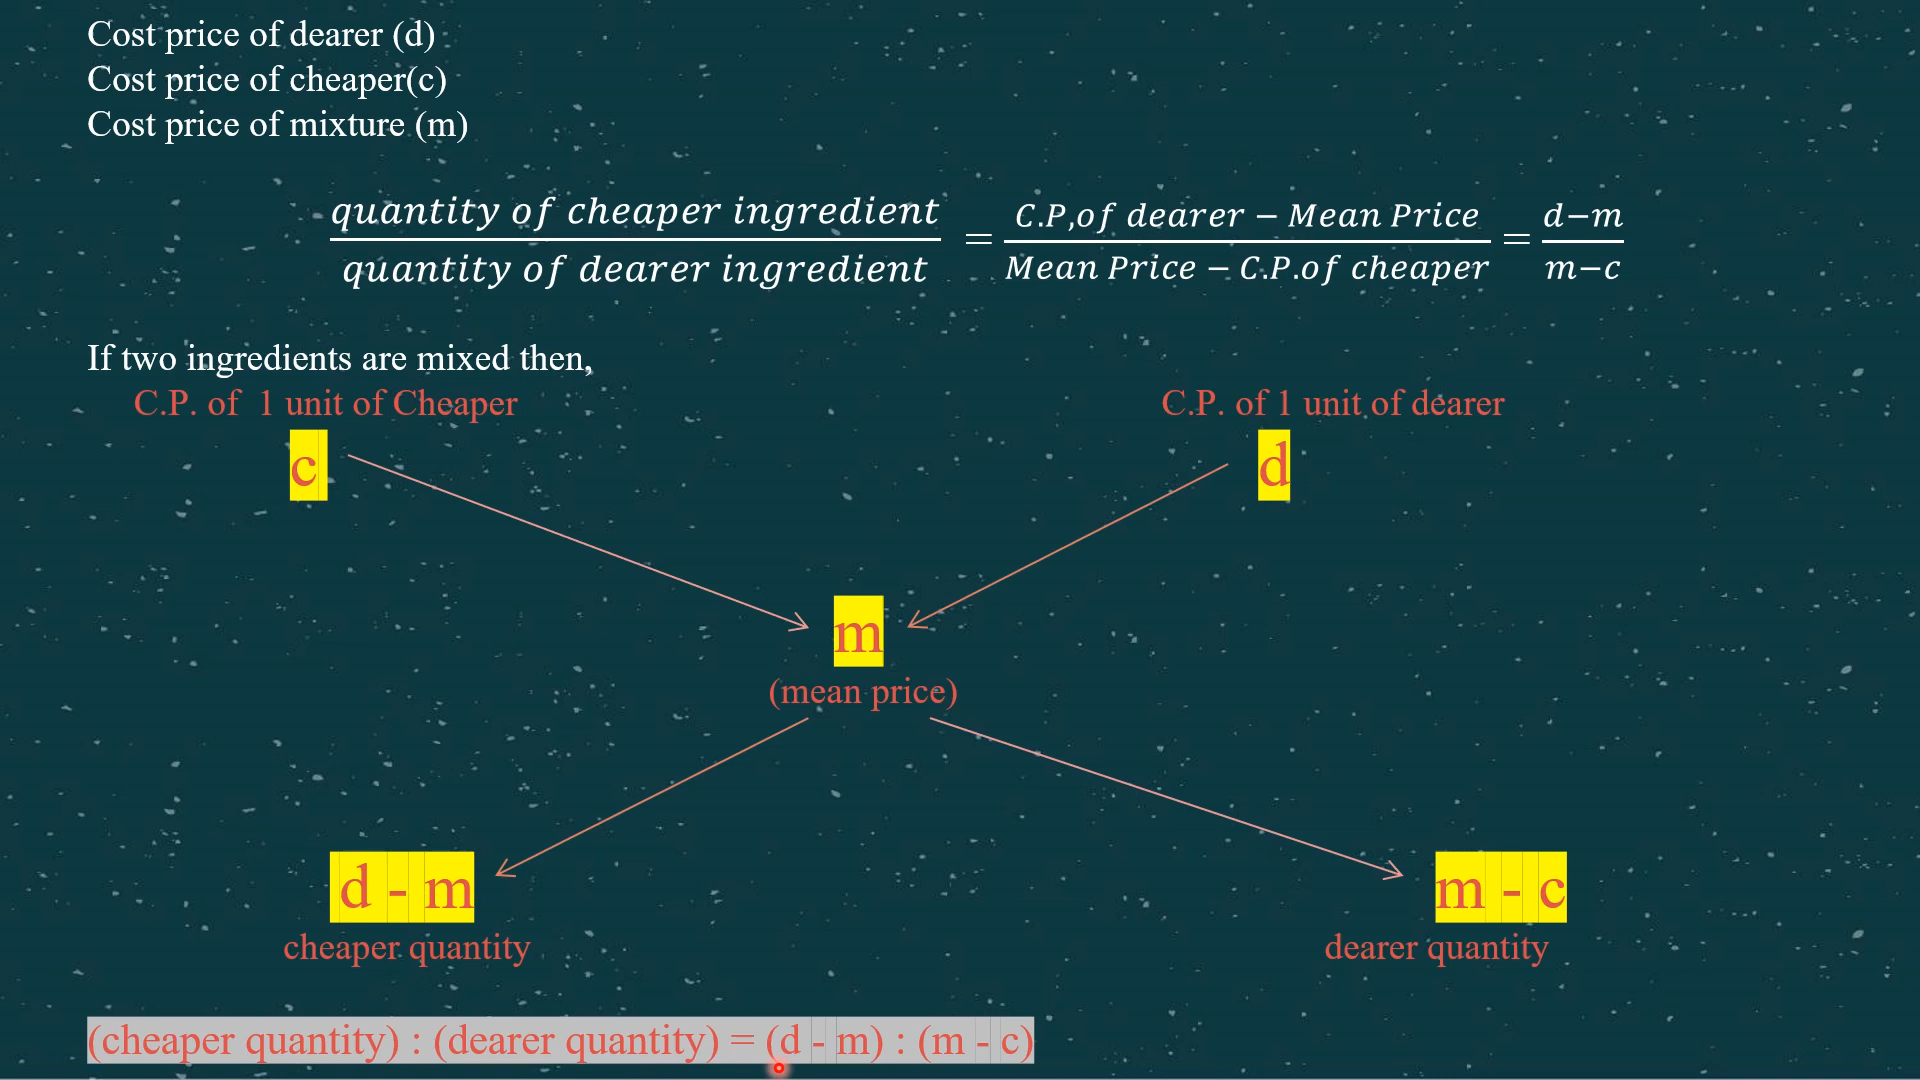 Cost price of dearer (d)
Cost price of cheaper(c)
Cost price of mixture (m)
quantity of cheaper ingredient / quantity of dearer ingredient = C.P,of dearer − Mean Price / Mean Price − C.P.of cheaper = d−m / m−c
If two ingredients are mixed then,
C.P. of 1 unit of Cheaper C.P. of 1 unit of dearer
c d
m
(mean price)
d - m m - c
cheaper quantity dearer quantity
(cheaper quantity) : (dearer quantity) = (d - m) : (m - c)